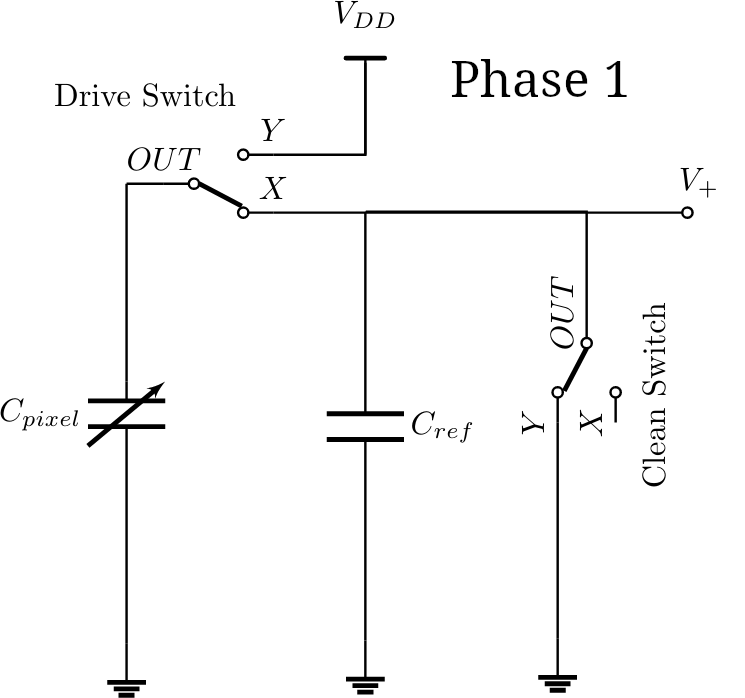 V_{DD}
Phase 1
Drive Switch
Y
OUT
X
V_+
OUT
Clean Switch
C_{pixel}
C_{ref}
Y
X